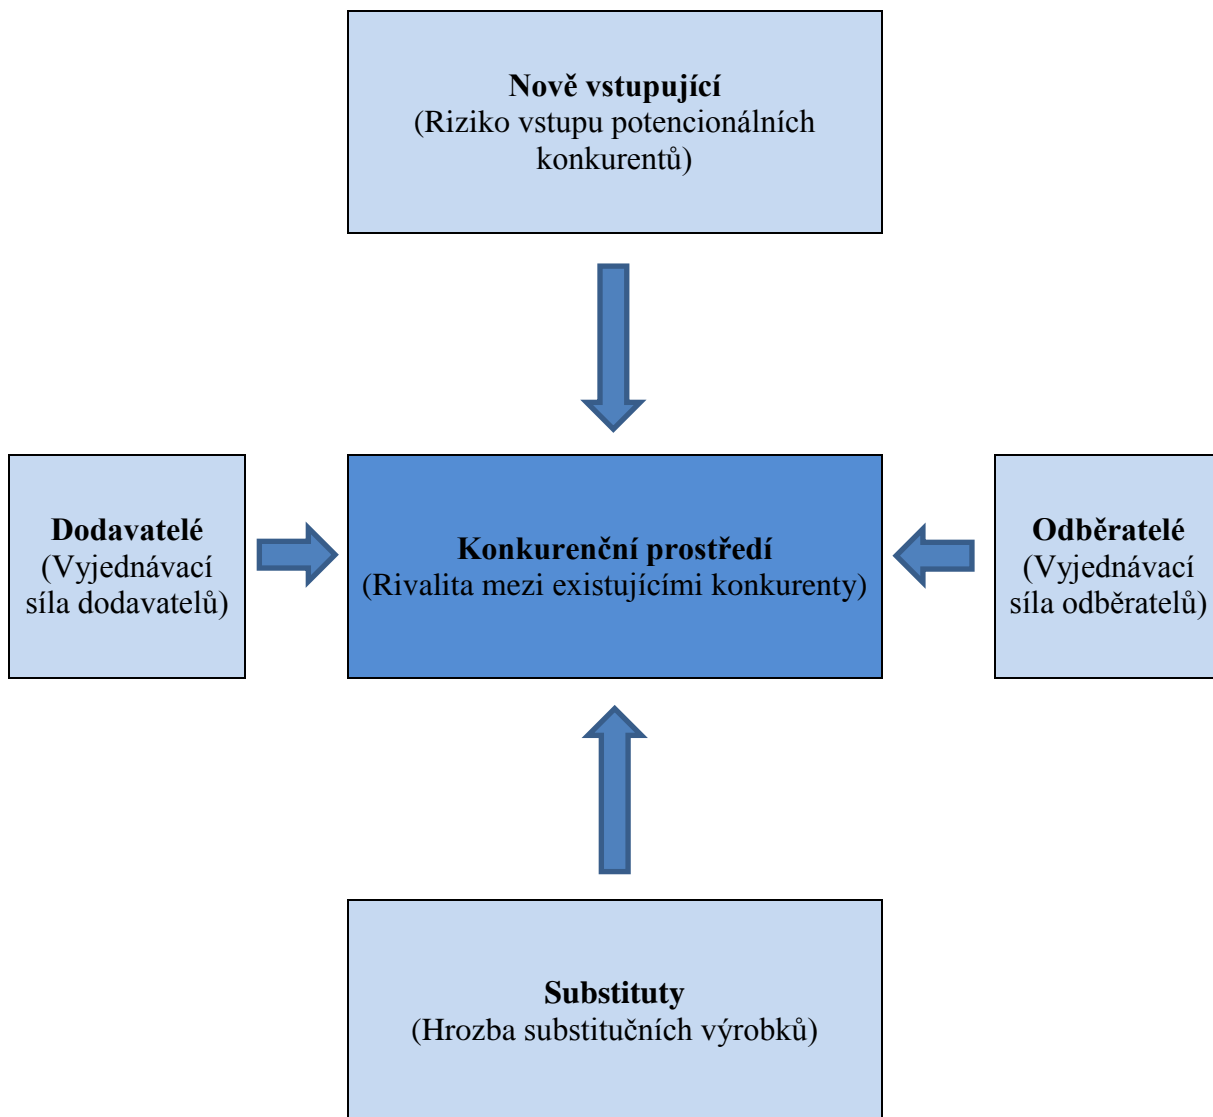 Nově vstupující
(Riziko vstupu potencionálních
konkurentů)
Dodavatelé
(Vyjednávací
síla dodavatelů)
Konkurenční prostředí
(Rivalita mezi existujícími konkurenty)
Odběratelé
(Vyjednávací
síla odběratelů)
Substituty
(Hrozba substitučních výrobků)